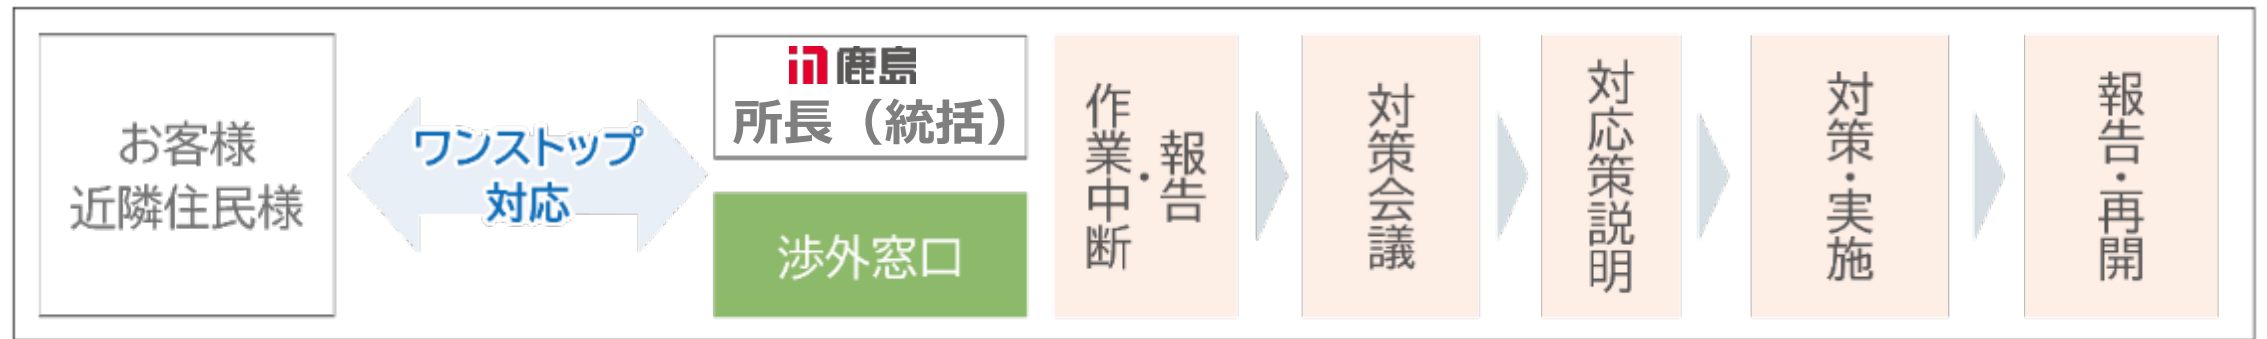 お客様
近隣住民様
ワンストップ
対応
鹿島
所長（統括）
渉外窓口
報告・
作業中断
対策会議
対応策説明
対策・実施
報告・再開